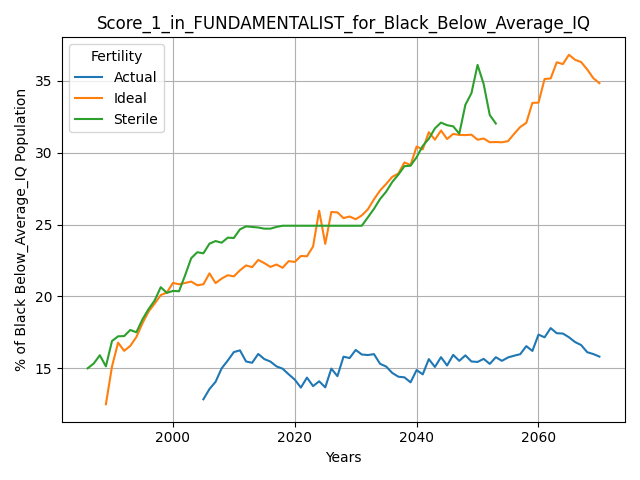 Score_1_in_FUNDAMENTALIST_for_Black_Below_Average_IQ
Fertility
Actual
Ideal
Sterile
% of Black Below_Average_IQ Population
35
30
25
20
15
2000
2020
2040
2060
Years